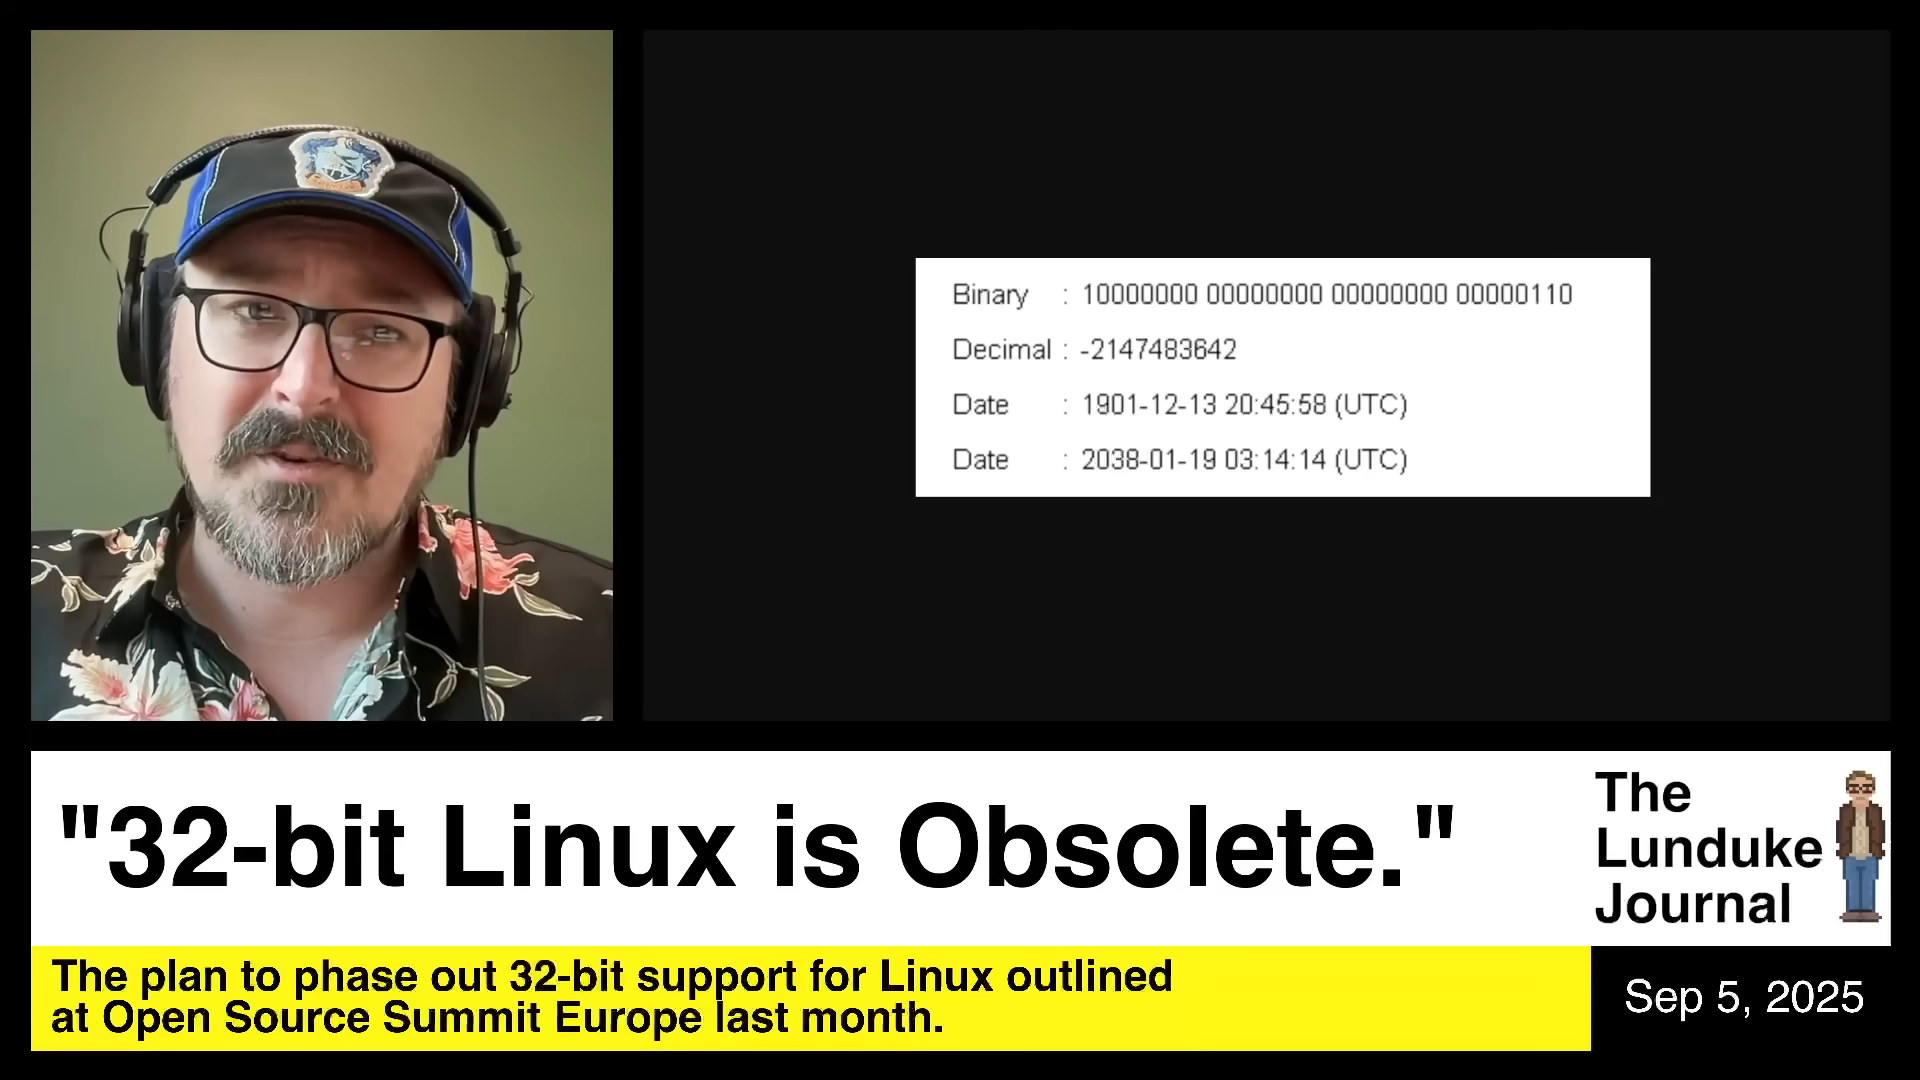 Binary : 10000000 00000000 00000000 00000110
Decimal : -2147483642
Date : 1901-12-13 20:45:58 (UTC)
Date : 2038-01-19 03:14:14 (UTC)
"32-bit Linux is Obsolete."
The
Lunduke
Journal
The plan to phase out 32-bit support for Linux outlined
at Open Source Summit Europe last month.
Sep 5, 2025